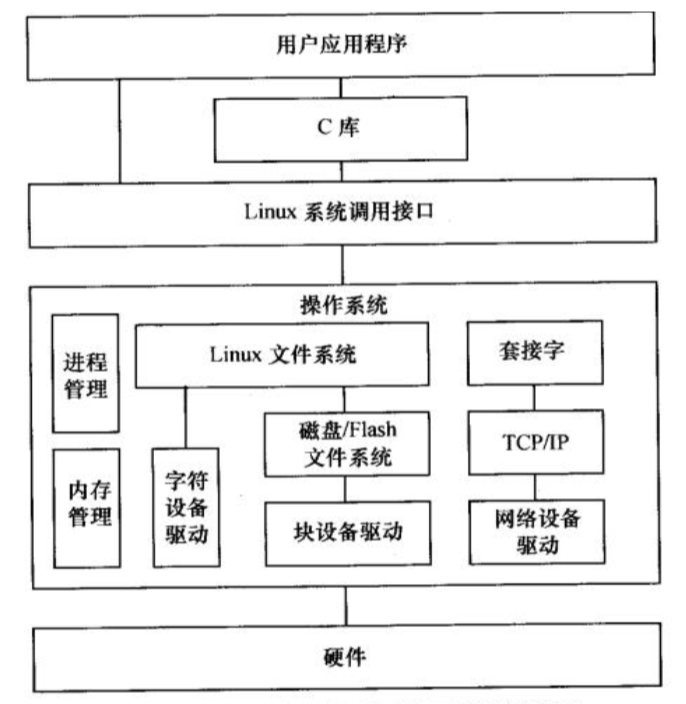 用户应用程序
C 库
Linux 系统调用接口
操作系统
进程
管理
Linux 文件系统
套接字
磁盘/Flash
文件系统
TCP/IP
内存
管理
字符
设备
驱动
块设备驱动
网络设备
驱动
硬件